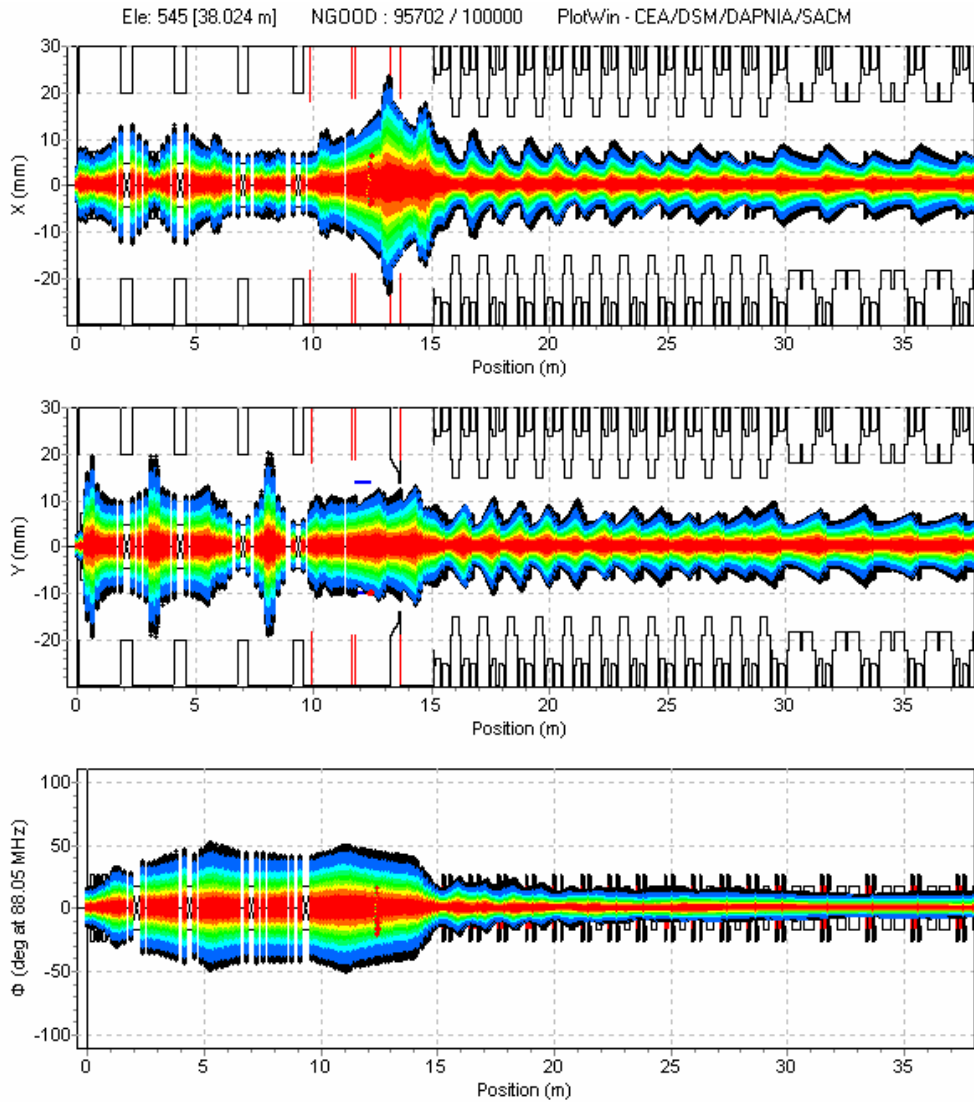 Ele: 545 [38.024 m] NGOOD : 95702 / 100000 PlotWin - CEA/DSM/DAPNIA/SACM
30
20
10
0
-10
-20
X (mm)
0 5 10 15 20 25 30 35
Position (m)
30
20
10
0
-10
-20
Y (mm)
0 5 10 15 20 25 30 35
Position (m)
100
50
0
-50
-100
Φ (deg at 88.05 MHz)
0 5 10 15 20 25 30 35
Position (m)